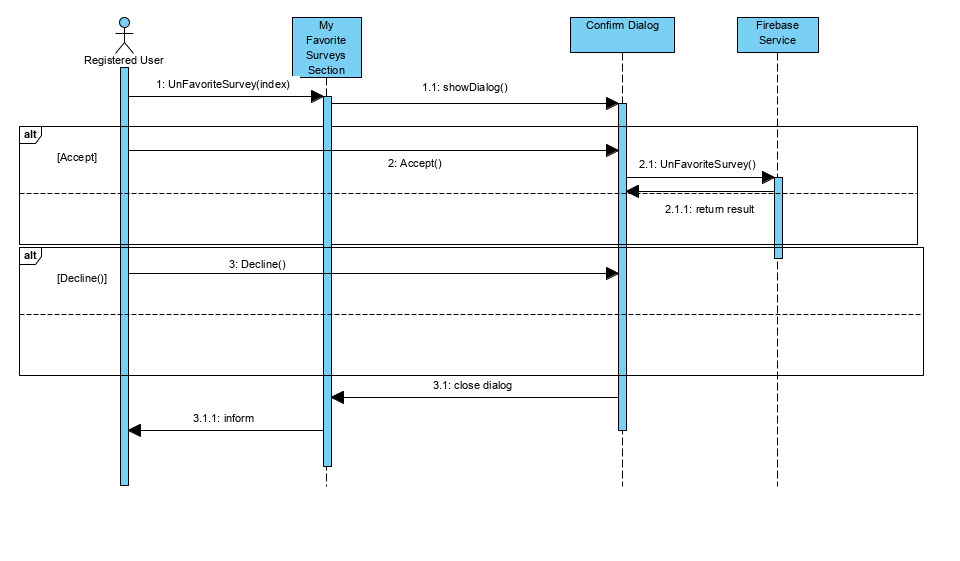 Registered User
My
Favorite
Surveys
Section
Confirm Dialog
Firebase
Service
1: UnFavoriteSurvey(index)
1.1: showDialog()
alt
[Accept]
2: Accept()
2.1: UnFavoriteSurvey()
2.1.1: return result
alt
[Decline()]
3: Decline()
3.1: close dialog
3.1.1: inform